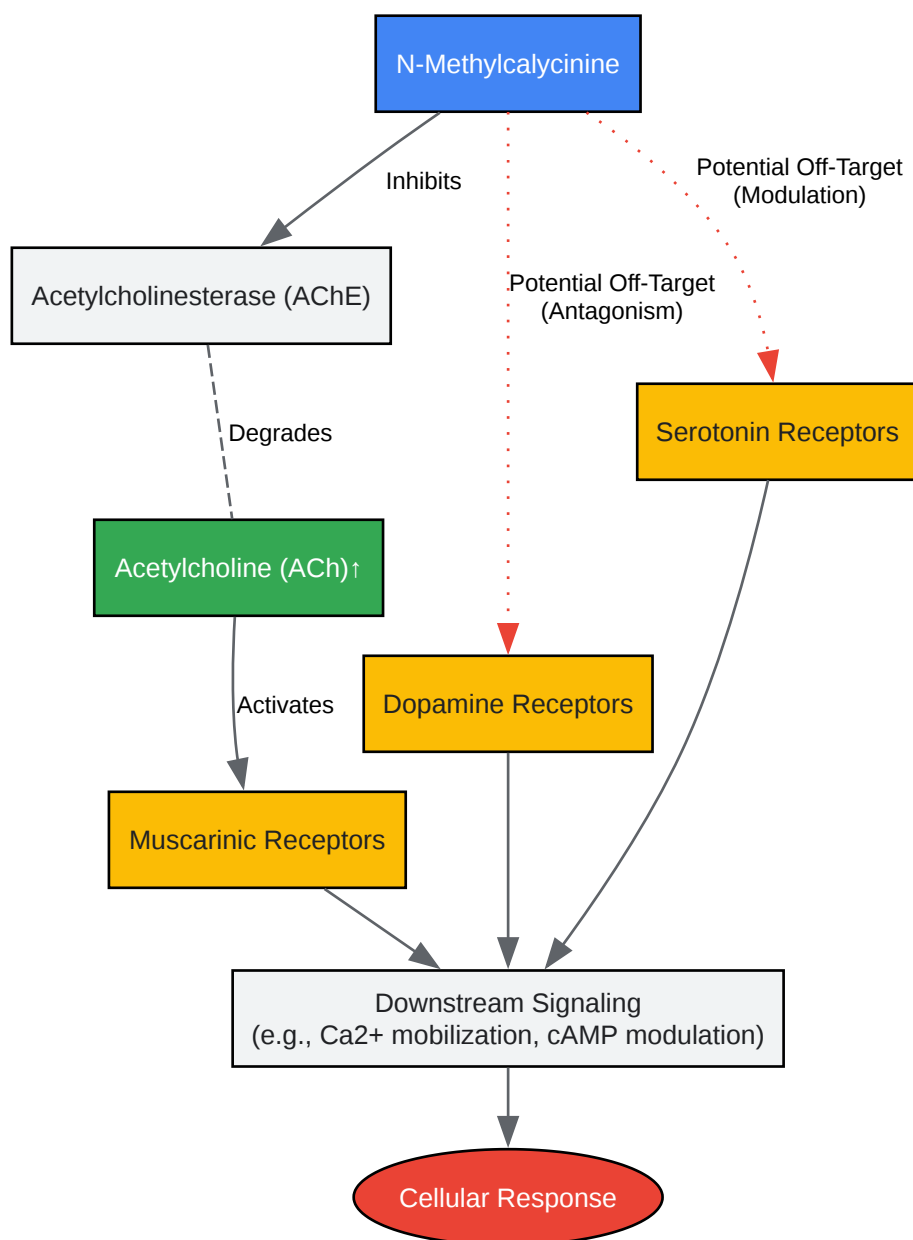 N-Methylcalycinine
Inhibits
Potential Off-Target
(Modulation)
Acetylcholinesterase (AChE)
Potential Off-Target
(Antagonism)
Degrades
Serotonin Receptors
Acetylcholine (ACh)↑
Activates
Dopamine Receptors
Muscarinic Receptors
Downstream Signaling
(e.g., Ca2+ mobilization, cAMP modulation)
Cellular Response